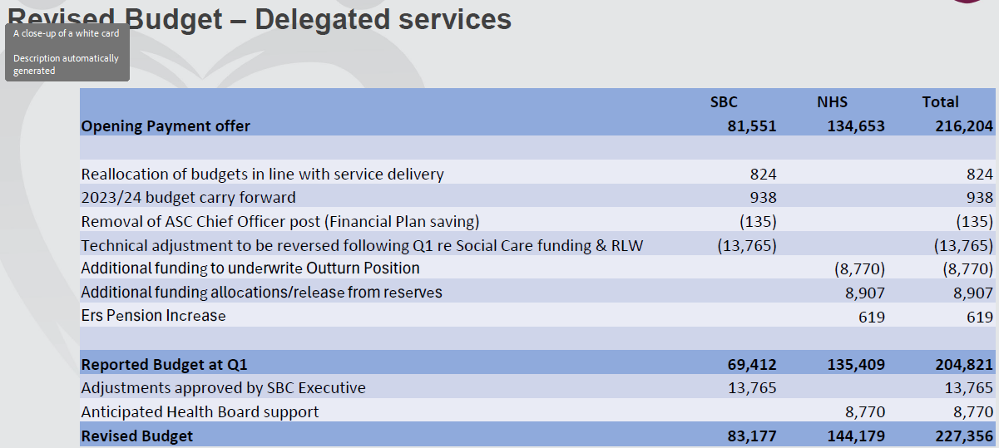 Revised Budget – Delegated services
A close-up of a white card
Description automatically
generated
SBC NHS Total
Opening Payment offer 81,551 134,653 216,204
Reallocation of budgets in line with service delivery 824 824
2023/24 budget carry forward 938 938
Removal of ASC Chief Officer post (Financial Plan saving) (135) (135)
Technical adjustment to be reversed following Q1 re Social Care funding & RLW (13,765) (13,765)
Additional funding to underwrite Outturn Position (8,770) (8,770)
Additional funding allocations/release from reserves 8,907 8,907
Ers Pension Increase 619 619
Reported Budget at Q1 69,412 135,409 204,821
Adjustments approved by SBC Executive 13,765 13,765
Anticipated Health Board support 8,770 8,770
Revised Budget 83,177 144,179 227,356